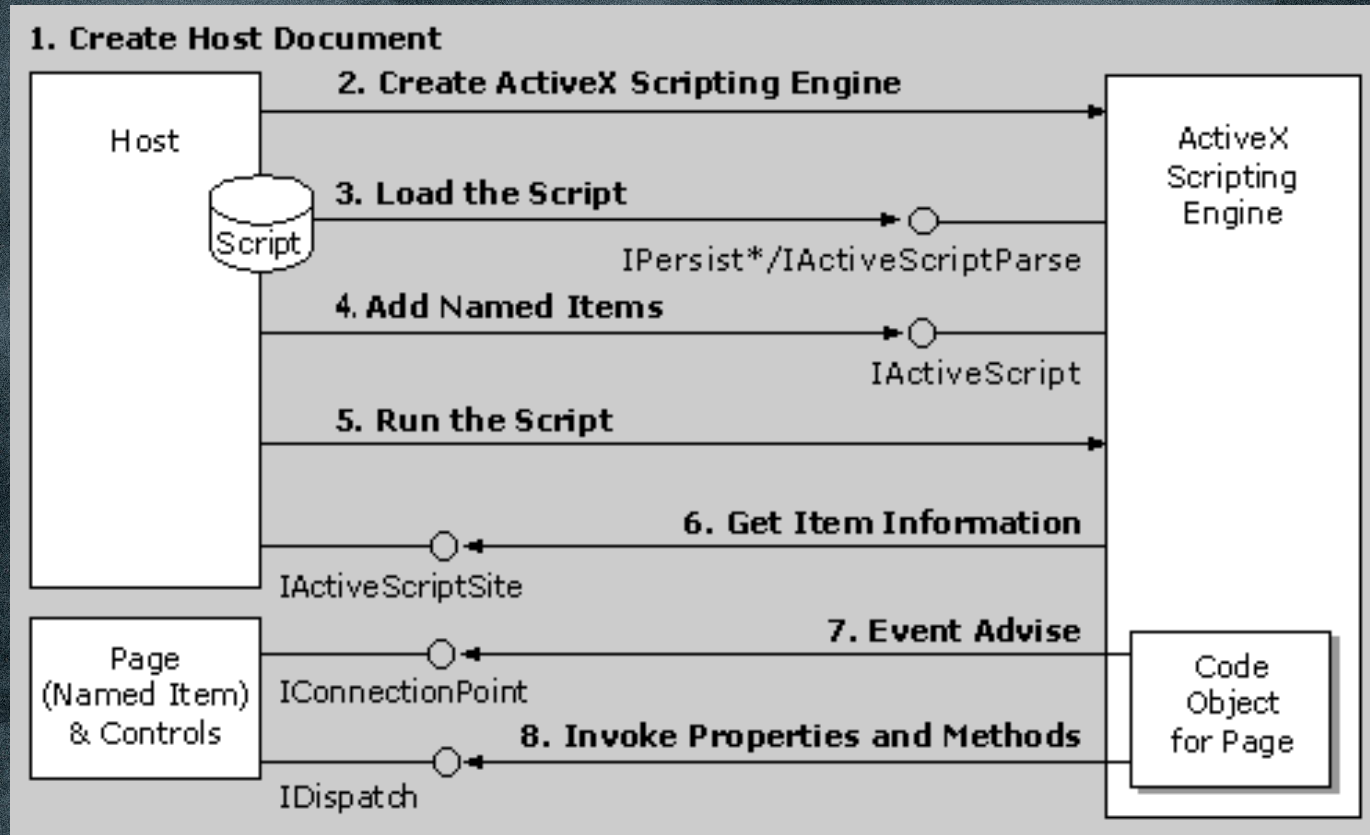 1. Create Host Document
2. Create ActiveX Scripting Engine
Host
ActiveX
Scripting
Engine
3. Load the Script
Script
IPersist*/IActiveScriptParse
4. Add Named Items
IActiveScript
5. Run the Script
6. Get Item Information
IActiveScriptSite
7. Event Advise
Page
(Named Item)
& Controls
IConnectionPoint
Code
Object
for Page
8. Invoke Properties and Methods
IDispatch